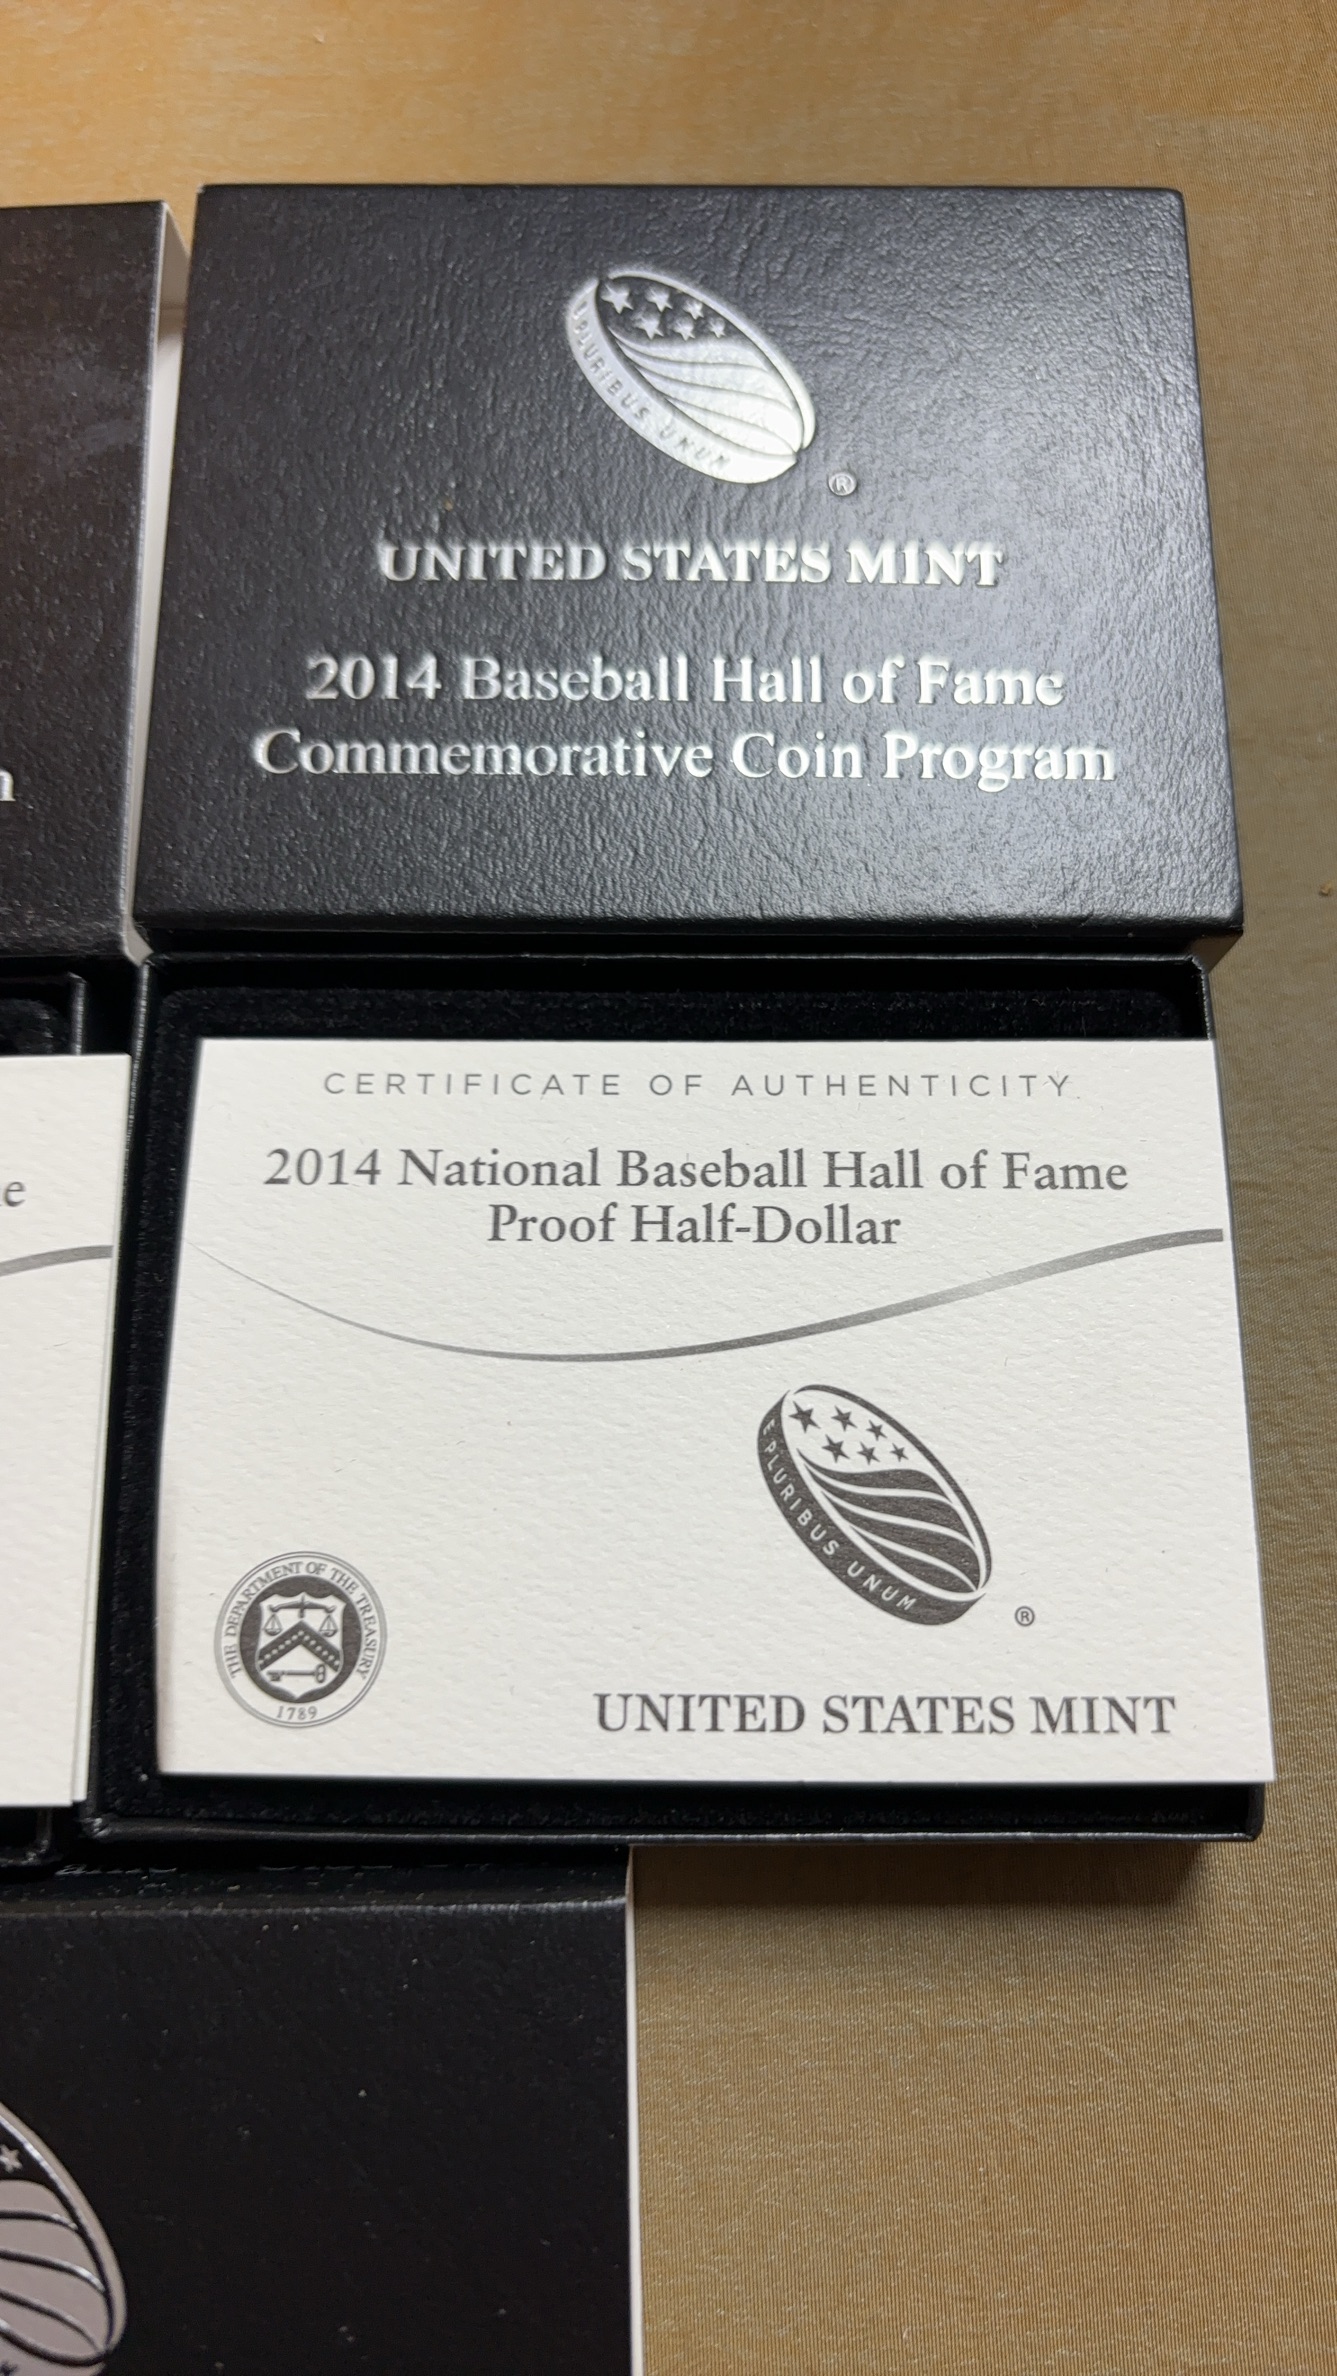 E PLURIBUS UNUM
®
UNITED STATES MINT
2014 Baseball Hall of Fame
Commemorative Coin Program
n
CERTIFICATE OF AUTHENTICITY
2014 National Baseball Hall of Fame
Proof Half-Dollar
e
E PLURIBUS UNUM
®
THE DEPARTMENT OF THE TREASURY
1789
UNITED STATES MINT